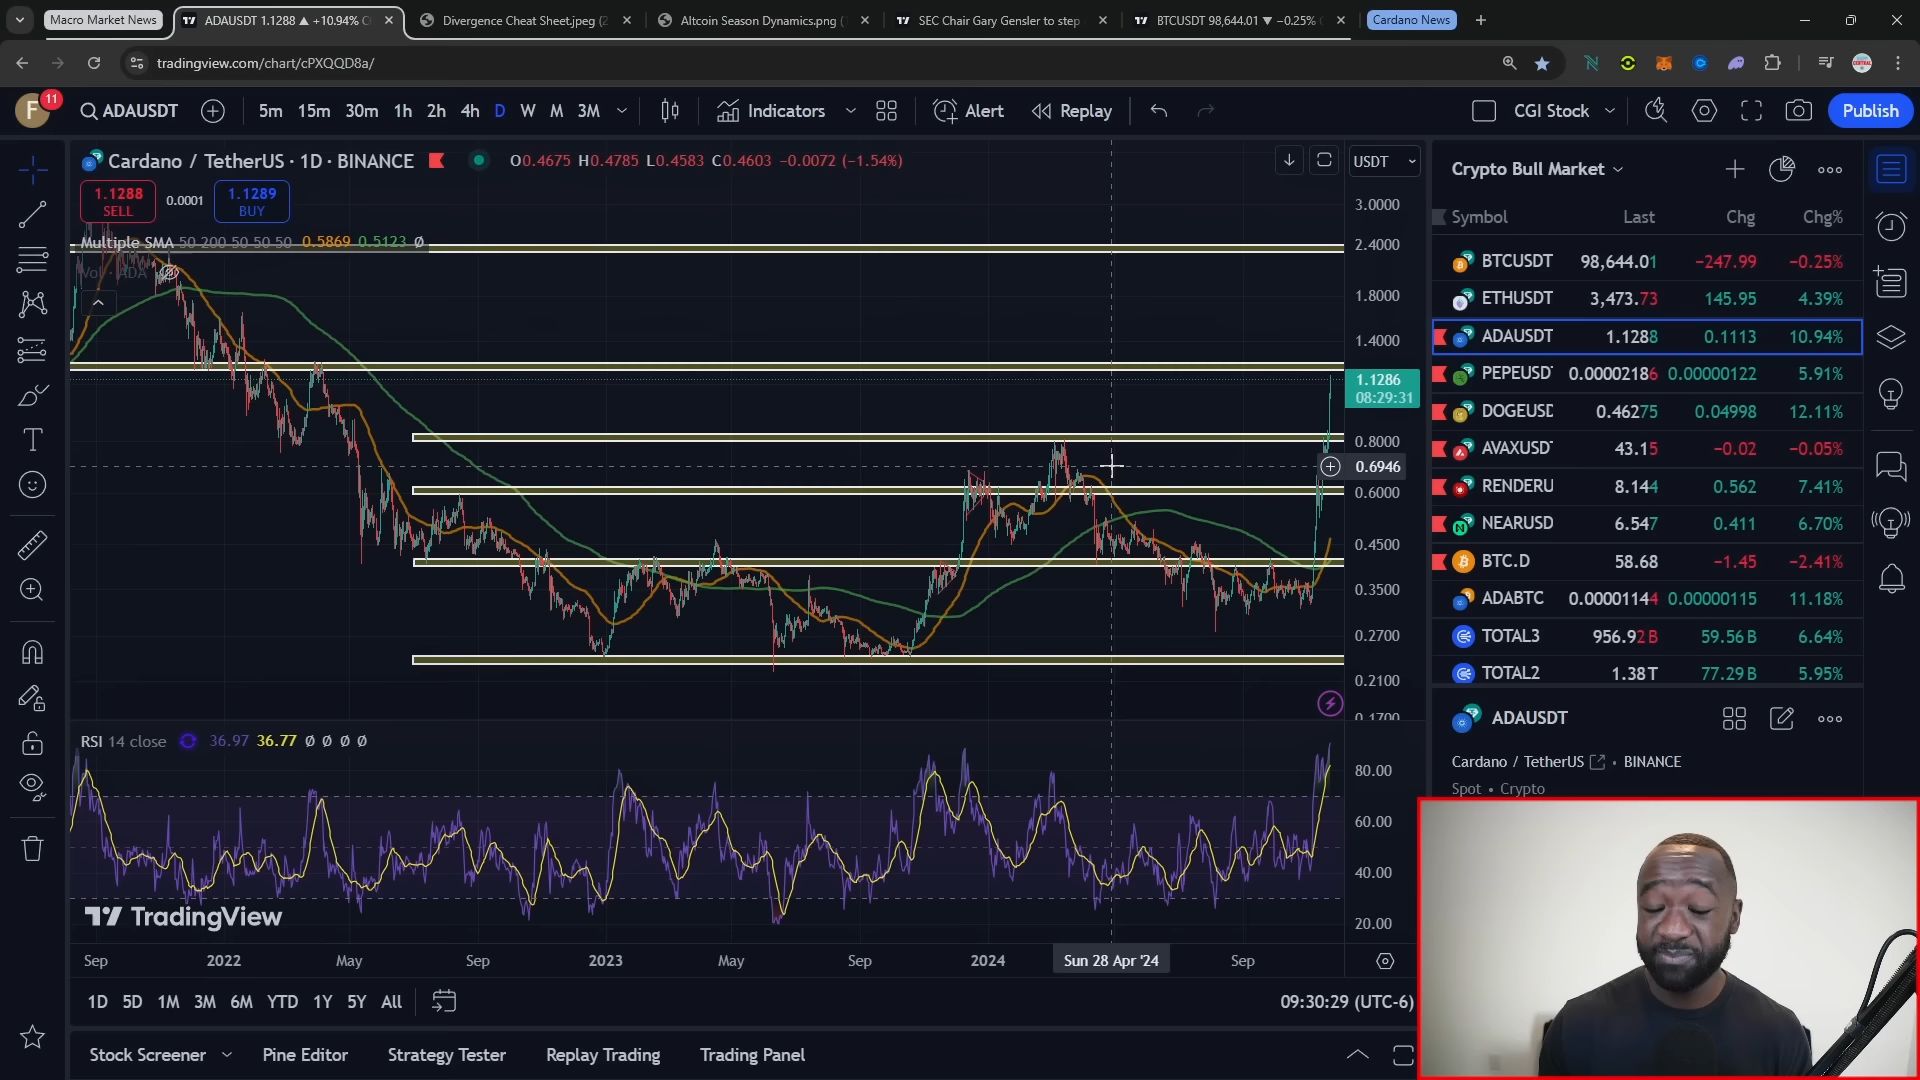 Macro Market News
ADAUSDT 1.1288 ▲ +10.94%
Divergence Cheat Sheet.jpeg (2
Altcoin Season Dynamics.png (
SEC Chair Gary Gensler to step
BTCUSDT 98,644.01 ▼ −0.25%
Cardano News
tradingview.com/chart/cPXQQD8a/
F 11
ADAUSDT
5m 15m 30m 1h 2h 4h D W M 3M
Indicators
Alert
Replay
CGI Stock
Publish
Cardano / TetherUS · 1D · BINANCE
O0.4675 H0.4785 L0.4583 C0.4603 −0.0072 (−1.54%)
USDT
1.1288
SELL
0.0001
1.1289
BUY
Multiple SMA 50 200 50 50 50 0.5869 0.5123 Ø
Vol · ADA
3.0000
2.4000
1.8000
1.4000
1.1286
08:29:31
0.8000
0.6946
0.6000
0.4500
0.3500
0.2700
0.2100
0.1700
RSI 14 close 36.97 36.77 Ø Ø Ø Ø
80.00
60.00
40.00
20.00
TradingView
Sep 2022 May Sep 2023 May Sep 2024 Sun 28 Apr '24 Sep
1D 5D 1M 3M 6M YTD 1Y 5Y All
09:30:29 (UTC-6)
Stock Screener
Pine Editor
Strategy Tester
Replay Trading
Trading Panel
Crypto Bull Market
Symbol Last Chg Chg%
BTCUSDT 98,644.01 −247.99 −0.25%
ETHUSDT 3,473.73 145.95 4.39%
ADAUSDT 1.1288 0.1113 10.94%
PEPEUSD 0.00002186 0.00000122 5.91%
DOGEUSD 0.46275 0.04998 12.11%
AVAXUSD 43.15 −0.02 −0.05%
RENDERU 8.144 0.562 7.41%
NEARUSD 6.547 0.411 6.70%
BTC.D 58.68 −1.45 −2.41%
ADABTC 0.00001144 0.00000115 11.18%
TOTAL3 956.92 B 59.56 B 6.64%
TOTAL2 1.38 T 77.29 B 5.95%
ADAUSDT
Cardano / TetherUS • BINANCE
Spot • Crypto